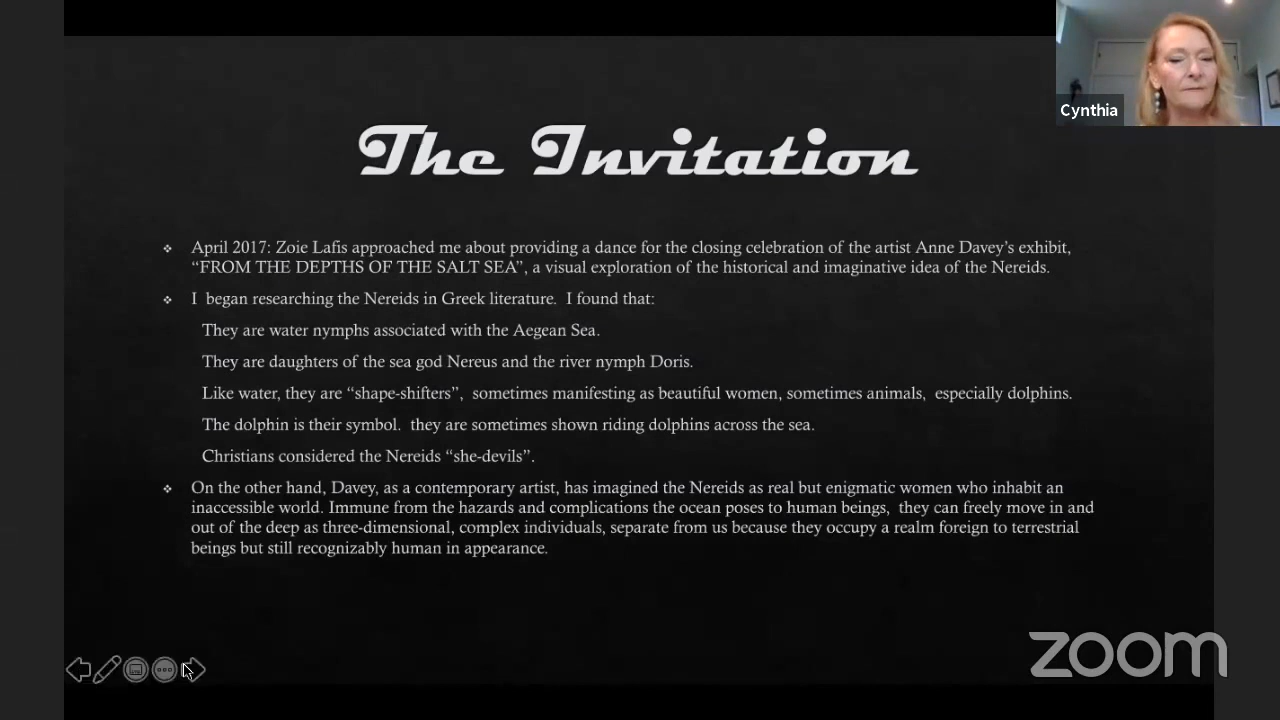 Cynthia
The Invitation
April 2017: Zoie Lafis approached me about providing a dance for the closing celebration of the artist Anne Davey’s exhibit,
“FROM THE DEPTHS OF THE SALT SEA”, a visual exploration of the historical and imaginative idea of the Nereids.
I began researching the Nereids in Greek literature. I found that:
They are water nymphs associated with the Aegean Sea.
They are daughters of the sea god Nereus and the river nymph Doris.
Like water, they are “shape-shifters”, sometimes manifesting as beautiful women, sometimes animals, especially dolphins.
The dolphin is their symbol. they are sometimes shown riding dolphins across the sea.
Christians considered the Nereids “she-devils”.
On the other hand, Davey, as a contemporary artist, has imagined the Nereids as real but enigmatic women who inhabit an
inaccessible world. Immune from the hazards and complications the ocean poses to human beings, they can freely move in and
out of the deep as three-dimensional, complex individuals, separate from us because they occupy a realm foreign to terrestrial
beings but still recognizably human in appearance.
zoom